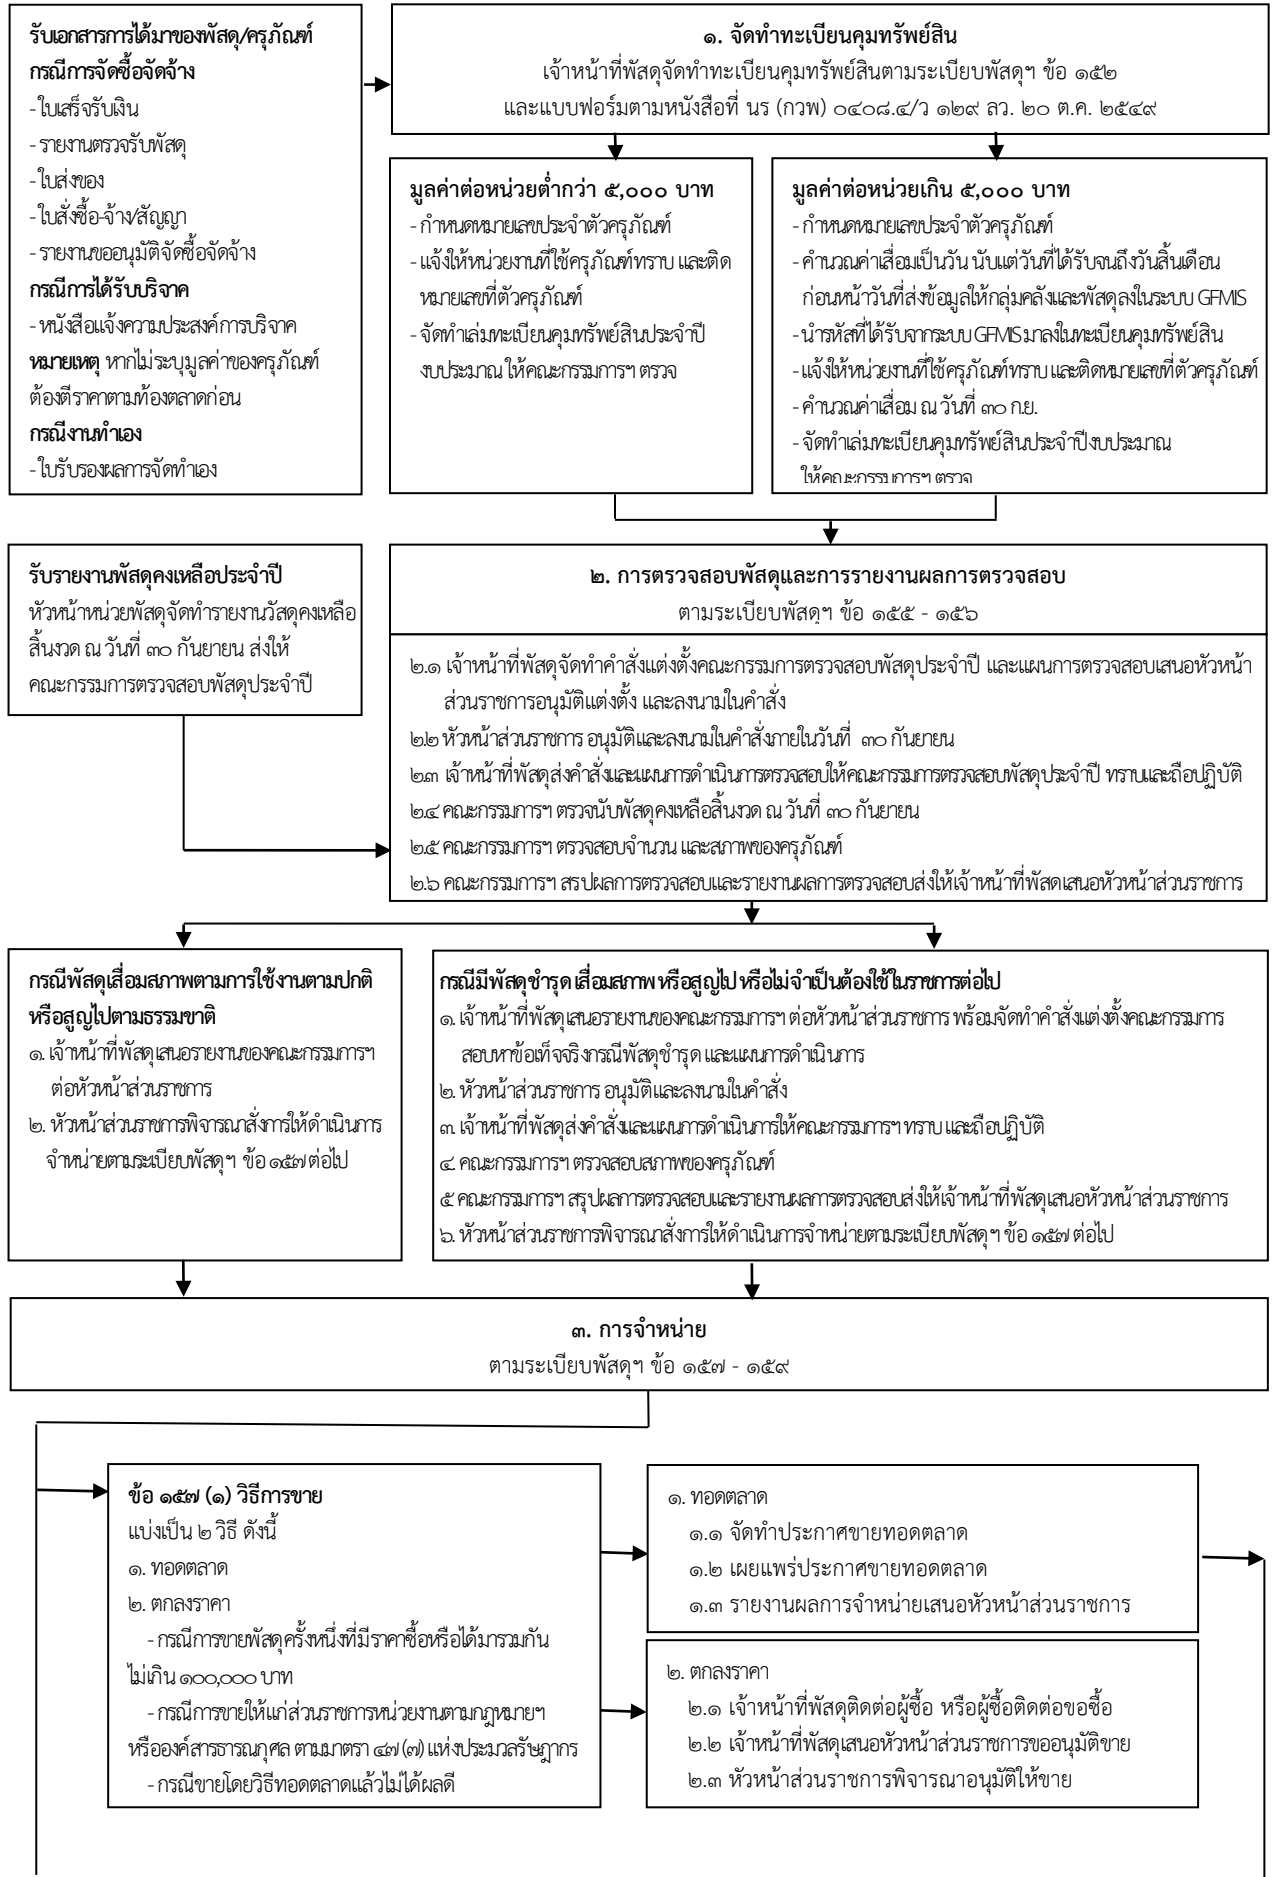 รับเอกสารการได้มาของพัสดุ/ครุภัณฑ์
กรณีการจัดซื้อจัดจ้าง
- ใบเสร็จรับเงิน
- รายงานตรวจรับพัสดุ
- ใบส่งของ
- ใบสั่งซื้อ-จ้าง/สัญญา
- รายงานขออนุมัติจัดซื้อจัดจ้าง
กรณีการได้รับบริจาค
- หนังสือแจ้งความประสงค์การบริจาค
หมายเหตุ หากไม่ระบุมูลค่าของครุภัณฑ์
ต้องตีราคาตามท้องตลาดก่อน
กรณีงานทำเอง
- ใบรับรองผลการจัดทำเอง
๑. จัดทำทะเบียนคุมทรัพย์สิน
เจ้าหน้าที่พัสดุจัดทำทะเบียนคุมทรัพย์สินตามระเบียบพัสดุฯ ข้อ ๑๕๒
และแบบฟอร์มตามหนังสือที่ นร (กวพ) ๐๔๐๘.๔/ว ๑๒๙ ลว. ๒๐ ต.ค. ๒๕๔๙
มูลค่าต่อหน่วยต่ำกว่า ๕,๐๐๐ บาท
- กำหนดหมายเลขประจำตัวครุภัณฑ์
- แจ้งให้หน่วยงานที่ใช้ครุภัณฑ์ทราบ และติด
หมายเลขที่ตัวครุภัณฑ์
- จัดทำเล่มทะเบียนคุมทรัพย์สินประจำปี
งบประมาณ ให้คณะกรรมการฯ ตรวจ
มูลค่าต่อหน่วยเกิน ๕,๐๐๐ บาท
- กำหนดหมายเลขประจำตัวครุภัณฑ์
- คำนวณค่าเสื่อมเป็นวัน นับแต่วันที่ได้รับจนถึงวันสิ้นเดือน
ก่อนหน้าวันที่ส่งข้อมูลให้กลุ่มคลังและพัสดุลงในระบบ GFMIS
- นำรหัสที่ได้รับจากระบบ GFMIS มาลงในทะเบียนคุมทรัพย์สิน
- แจ้งให้หน่วยงานที่ใช้ครุภัณฑ์ทราบ และติดหมายเลขที่ตัวครุภัณฑ์
- คำนวณค่าเสื่อม ณ วันที่ ๓๐ ก.ย.
- จัดทำเล่มทะเบียนคุมทรัพย์สินประจำปีงบประมาณ
ให้คณะกรรมการฯ ตรวจ
รับรายงานพัสดุคงเหลือประจำปี
หัวหน้าหน่วยพัสดุจัดทำรายงานวัสดุคงเหลือ
สิ้นงวด ณ วันที่ ๓๐ กันยายน ส่งให้
คณะกรรมการตรวจสอบพัสดุประจำปี
๒. การตรวจสอบพัสดุและการรายงานผลการตรวจสอบ
ตามระเบียบพัสดุฯ ข้อ ๑๕๕ - ๑๕๖
๒.๑ เจ้าหน้าที่พัสดุจัดทำคำสั่งแต่งตั้งคณะกรรมการตรวจสอบพัสดุประจำปี และแผนการตรวจสอบเสนอหัวหน้า
ส่วนราชการอนุมัติแต่งตั้ง และลงนามในคำสั่ง
๒.๒ หัวหน้าส่วนราชการ อนุมัติและลงนามในคำสั่งภายในวันที่ ๓๐ กันยายน
๒.๓ เจ้าหน้าที่พัสดุส่งคำสั่งและแผนการดำเนินการตรวจสอบให้คณะกรรมการตรวจสอบพัสดุประจำปี ทราบและถือปฏิบัติ
๒.๔ คณะกรรมการฯ ตรวจนับพัสดุคงเหลือสิ้นงวด ณ วันที่ ๓๐ กันยายน
๒.๕ คณะกรรมการฯ ตรวจสอบจำนวน และสภาพของครุภัณฑ์
๒.๖ คณะกรรมการฯ สรุปผลการตรวจสอบและรายงานผลการตรวจสอบส่งให้เจ้าหน้าที่พัสดุเสนอหัวหน้าส่วนราชการ
กรณีพัสดุเสื่อมสภาพตามการใช้งานตามปกติ
หรือสูญไปตามธรรมชาติ
๑. เจ้าหน้าที่พัสดุเสนอรายงานของคณะกรรมการฯ
ต่อหัวหน้าส่วนราชการ
๒. หัวหน้าส่วนราชการพิจารณาสั่งการให้ดำเนินการ
จำหน่ายตามระเบียบพัสดุฯ ข้อ ๑๕๗ ต่อไป
กรณีมีพัสดุชำรุด เสื่อมสภาพ หรือสูญไป หรือไม่จำเป็นต้องใช้ในราชการต่อไป
๑. เจ้าหน้าที่พัสดุเสนอรายงานของคณะกรรมการฯ ต่อหัวหน้าส่วนราชการ พร้อมจัดทำคำสั่งแต่งตั้งคณะกรรมการ
สอบหาข้อเท็จจริงกรณีพัสดุชำรุด และแผนการดำเนินการ
๒. หัวหน้าส่วนราชการ อนุมัติและลงนามในคำสั่ง
๓. เจ้าหน้าที่พัสดุส่งคำสั่งและแผนการดำเนินการให้คณะกรรมการฯ ทราบ และถือปฏิบัติ
๔. คณะกรรมการฯ ตรวจสอบสภาพของครุภัณฑ์
๕. คณะกรรมการฯ สรุปผลการตรวจสอบและรายงานผลการตรวจสอบส่งให้เจ้าหน้าที่พัสดุเสนอหัวหน้าส่วนราชการ
๖. หัวหน้าส่วนราชการพิจารณาสั่งการให้ดำเนินการจำหน่ายตามระเบียบพัสดุฯ ข้อ ๑๕๗ ต่อไป
๓. การจำหน่าย
ตามระเบียบพัสดุฯ ข้อ ๑๕๗ - ๑๕๙
ข้อ ๑๕๗ (๑) วิธีการขาย
แบ่งเป็น ๒ วิธี ดังนี้
๑. ทอดตลาด
๒. ตกลงราคา
- กรณีการขายพัสดุครั้งหนึ่งที่มีราคาซื้อหรือได้มารวมกัน
ไม่เกิน ๑๐๐,๐๐๐ บาท
- กรณีการขายให้แก่ส่วนราชการหน่วยงานตามกฎหมายฯ
หรือองค์สารธารณกุศล ตามมาตรา ๔๗ (๗) แห่งประมวลรัษฎากร
- กรณีขายโดยวิธีทอดตลาดแล้วไม่ได้ผลดี
๑. ทอดตลาด
๑.๑ จัดทำประกาศขายทอดตลาด
๑.๒ เผยแพร่ประกาศขายทอดตลาด
๑.๓ รายงานผลการจำหน่ายเสนอหัวหน้าส่วนราชการ
๒. ตกลงราคา
๒.๑ เจ้าหน้าที่พัสดุติดต่อผู้ซื้อ หรือผู้ซื้อติดต่อขอซื้อ
๒.๒ เจ้าหน้าที่พัสดุเสนอหัวหน้าส่วนราชการขออนุมัติขาย
๒.๓ หัวหน้าส่วนราชการพิจารณาอนุมัติให้ขาย